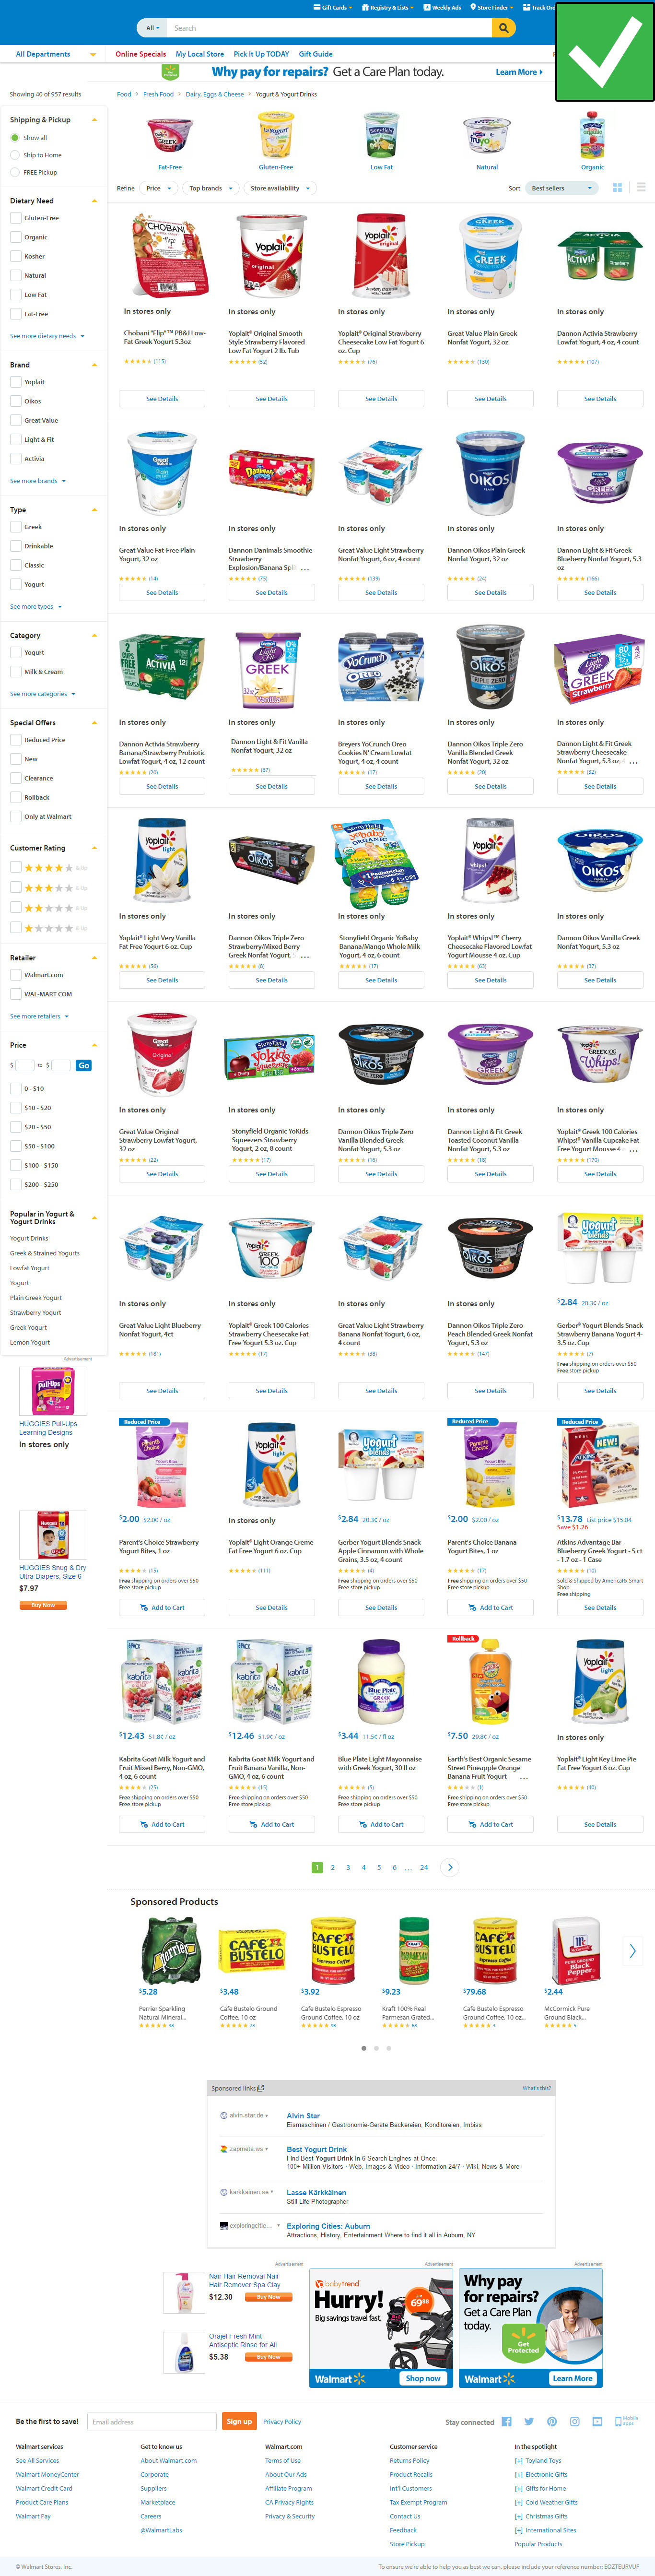 Gift Cards
Registry & Lists
Weekly Ads
Store Finder
All
Search
All Departments
Online Specials
My Local Store
Pick It Up TODAY
Gift Guide
Why pay for repairs? Get a Care Plan today.
Learn More
Showing 40 of 957 results
Food
Fresh Food
Dairy, Eggs & Cheese
Yogurt & Yogurt Drinks
Shipping & Pickup
Show all
Ship to Home
FREE Pickup
Fat-Free
Gluten-Free
Low Fat
Natural
Organic
Refine
Price
Top brands
Store availability
Sort
Best sellers
Dietary Need
Gluten-Free
Organic
Kosher
Natural
Low Fat
Fat-Free
See more dietary needs
Brand
Yoplait
Oikos
Great Value
Light & Fit
Activia
See more brands
Type
Greek
Drinkable
Classic
Yogurt
See more types
Category
Yogurt
Milk & Cream
See more categories
Special Offers
Reduced Price
New
Clearance
Rollback
Only at Walmart
Customer Rating
Retailer
Walmart.com
WAL-MART COM
See more retailers
Price
$ to $ Go
0 - $10
$10 - $20
$20 - $50
$50 - $100
$100 - $150
$200 - $250
Popular in Yogurt &
Yogurt Drinks
Yogurt Drinks
Greek & Strained Yogurts
Lowfat Yogurt
Yogurt
Plain Greek Yogurt
Strawberry Yogurt
Greek Yogurt
Lemon Yogurt
Advertisement
HUGGIES Pull-Ups
Learning Designs
In stores only
HUGGIES Snug & Dry
Ultra Diapers, Size 6
$7.97
Buy Now
In stores only
Chobani "Flip"™ PB&J Low-
Fat Greek Yogurt 5.3oz
(115)
See Details
In stores only
Yoplait® Original Smooth
Style Strawberry Flavored
Low Fat Yogurt 2 lb. Tub
(52)
See Details
In stores only
Yoplait® Original Strawberry
Cheesecake Low Fat Yogurt 6
oz. Cup
(76)
See Details
In stores only
Great Value Plain Greek
Nonfat Yogurt, 32 oz
(130)
See Details
In stores only
Dannon Activia Strawberry
Lowfat Yogurt, 4 oz, 4 count
(107)
See Details
In stores only
Great Value Fat-Free Plain
Yogurt, 32 oz
(14)
See Details
In stores only
Dannon Danimals Smoothie
Strawberry
Explosion/Banana Spli...
(75)
See Details
In stores only
Great Value Light Strawberry
Nonfat Yogurt, 6 oz, 4 count
(139)
See Details
In stores only
Dannon Oikos Plain Greek
Nonfat Yogurt, 32 oz
(24)
See Details
In stores only
Dannon Light & Fit Greek
Blueberry Nonfat Yogurt, 5.3
oz
(166)
See Details
In stores only
Dannon Activia Strawberry
Banana/Strawberry Probiotic
Lowfat Yogurt, 4 oz, 12 count
(20)
See Details
In stores only
Dannon Light & Fit Vanilla
Nonfat Yogurt, 32 oz
(67)
See Details
In stores only
Breyers YoCrunch Oreo
Cookies N' Cream Lowfat
Yogurt, 4 oz, 4 count
(17)
See Details
In stores only
Dannon Oikos Triple Zero
Vanilla Blended Greek
Nonfat Yogurt, 32 oz
(20)
See Details
In stores only
Dannon Light & Fit Greek
Strawberry Cheesecake
Nonfat Yogurt, 5.3 oz, ...
(32)
See Details
In stores only
Yoplait® Light Very Vanilla
Fat Free Yogurt 6 oz. Cup
(56)
See Details
In stores only
Dannon Oikos Triple Zero
Strawberry/Mixed Berry
Greek Nonfat Yogurt, ...
(8)
See Details
In stores only
Stonyfield Organic YoBaby
Banana/Mango Whole Milk
Yogurt, 4 oz, 6 count
(17)
See Details
In stores only
Yoplait® Whips!™ Cherry
Cheesecake Flavored Lowfat
Yogurt Mousse 4 oz. Cup
(63)
See Details
In stores only
Dannon Oikos Vanilla Greek
Nonfat Yogurt, 5.3 oz
(37)
See Details
In stores only
Great Value Original
Strawberry Lowfat Yogurt,
32 oz
(22)
See Details
In stores only
Stonyfield Organic YoKids
Squeezers Strawberry
Yogurt, 2 oz, 8 count
(17)
See Details
In stores only
Dannon Oikos Triple Zero
Vanilla Blended Greek
Nonfat Yogurt, 5.3 oz
(16)
See Details
In stores only
Dannon Light & Fit Greek
Toasted Coconut Vanilla
Nonfat Yogurt, 5.3 oz
(18)
See Details
In stores only
Yoplait® Greek 100 Calories
Whips!® Vanilla Cupcake Fat
Free Yogurt Mousse 4 ...
(170)
See Details
In stores only
Great Value Light Blueberry
Nonfat Yogurt, 4ct
(181)
See Details
In stores only
Yoplait® Greek 100 Calories
Strawberry Cheesecake Fat
Free Yogurt 5.3 oz. Cup
(17)
See Details
In stores only
Great Value Light Strawberry
Banana Nonfat Yogurt, 6 oz,
4 count
(38)
See Details
In stores only
Dannon Oikos Triple Zero
Peach Blended Greek Nonfat
Yogurt, 5.3 oz
(147)
See Details
$2.84 20.3¢ / oz
Gerber® Yogurt Blends Snack
Strawberry Banana Yogurt 4-
3.5 oz. Cup
(7)
Free shipping on orders over $50
Free store pickup
See Details
Reduced Price
$2.00 $2.00 / oz
Parent's Choice Strawberry
Yogurt Bites, 1 oz
(15)
Free shipping on orders over $50
Free store pickup
Add to Cart
In stores only
Yoplait® Light Orange Creme
Fat Free Yogurt 6 oz. Cup
(111)
See Details
$2.84 20.3¢ / oz
Gerber Yogurt Blends Snack
Apple Cinnamon with Whole
Grains, 3.5 oz, 4 count
(4)
Free shipping on orders over $50
Free store pickup
See Details
Reduced Price
$2.00 $2.00 / oz
Parent's Choice Banana
Yogurt Bites, 1 oz
(17)
Free shipping on orders over $50
Free store pickup
Add to Cart
Reduced Price
$13.78 List price $15.04
Save $1.26
Atkins Advantage Bar -
Blueberry Greek Yogurt - 5 ct
- 1.7 oz - 1 Case
(10)
Sold & Shipped by AmericaRx Smart
Shop
Free shipping
See Details
$12.43 51.8¢ / oz
Kabrita Goat Milk Yogurt and
Fruit Mixed Berry, Non-GMO,
4 oz, 6 count
(25)
Free shipping on orders over $50
Free store pickup
Add to Cart
$12.46 51.9¢ / oz
Kabrita Goat Milk Yogurt and
Fruit Banana Vanilla, Non-
GMO, 4 oz, 6 count
(15)
Free shipping on orders over $50
Free store pickup
Add to Cart
$3.44 11.5¢ / fl oz
Blue Plate Light Mayonnaise
with Greek Yogurt, 30 fl oz
(5)
Free shipping on orders over $50
Free store pickup
Add to Cart
Rollback
$7.50 29.8¢ / oz
Earth's Best Organic Sesame
Street Pineapple Orange
Banana Fruit Yogurt ...
(1)
Free shipping on orders over $50
Free store pickup
Add to Cart
In stores only
Yoplait® Light Key Lime Pie
Fat Free Yogurt 6 oz. Cup
(40)
See Details
1 2 3 4 5 6 ... 24
Sponsored Products
$5.28
Perrier Sparkling
Natural Mineral...
38
$3.48
Cafe Bustelo Ground
Coffee, 10 oz
78
$3.92
Cafe Bustelo Espresso
Ground Coffee, 10 oz
88
$9.23
Kraft 100% Real
Parmesan Grated...
68
$79.68
Cafe Bustelo Espresso
Ground Coffee, 10 oz...
3
$2.44
McCormick Pure
Ground Black...
5
Sponsored links
What's this?
alvin-star.de
Alvin Star
Eismaschinen / Gastronomie-Geräte Bäckereien, Konditoreien, Imbiss
zapmeta.ws
Best Yogurt Drink
Find Best Yogurt Drink In 6 Search Engines at Once.
100+ Million Visitors · Web, Images & Video · Information 24/7 · Wiki, News & More
karkkainen.se
Lasse Kärkkäinen
Still Life Photographer
exploringcitie...
Exploring Cities: Auburn
Attractions, History, Entertainment Where to find it all in Auburn, NY
Advertisement
Nair Hair Removal Nair
Hair Remover Spa Clay
$12.30
Buy Now
Orajel Fresh Mint
Antiseptic Rinse for All
$5.38
Buy Now
Advertisement
babytrend
Hurry!
Big savings travel fast.
Walmart
Shop now
Advertisement
Why pay
for repairs?
Get a Care Plan
today.
Get
Protected
Walmart
Learn More
Be the first to save!
Email address
Sign up
Privacy Policy
Stay connected
Mobile
apps
Walmart services
See All Services
Walmart MoneyCenter
Walmart Credit Card
Product Care Plans
Walmart Pay
Get to know us
About Walmart.com
Corporate
Suppliers
Marketplace
Careers
@WalmartLabs
Walmart.com
Terms of Use
About Our Ads
Affiliate Program
CA Privacy Rights
Privacy & Security
Customer service
Returns Policy
Product Recalls
Int'l Customers
Tax Exempt Program
Contact Us
Feedback
Store Pickup
In the spotlight
[+] Toyland Toys
[+] Electronic Gifts
[+] Gifts for Home
[+] Cold Weather Gifts
[+] Christmas Gifts
[+] International Sites
Popular Products
© Walmart Stores, Inc.
To ensure we're able to help you as best we can, please include your reference number: EOZTEURVUF